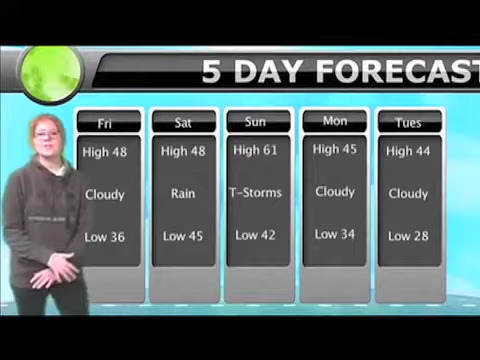 5 DAY FORECAST
Fri
High 48
Cloudy
Low 36
Sat
High 48
Rain
Low 45
Sun
High 61
T-Storms
Low 42
Mon
High 45
Cloudy
Low 34
Tues
High 44
Cloudy
Low 28